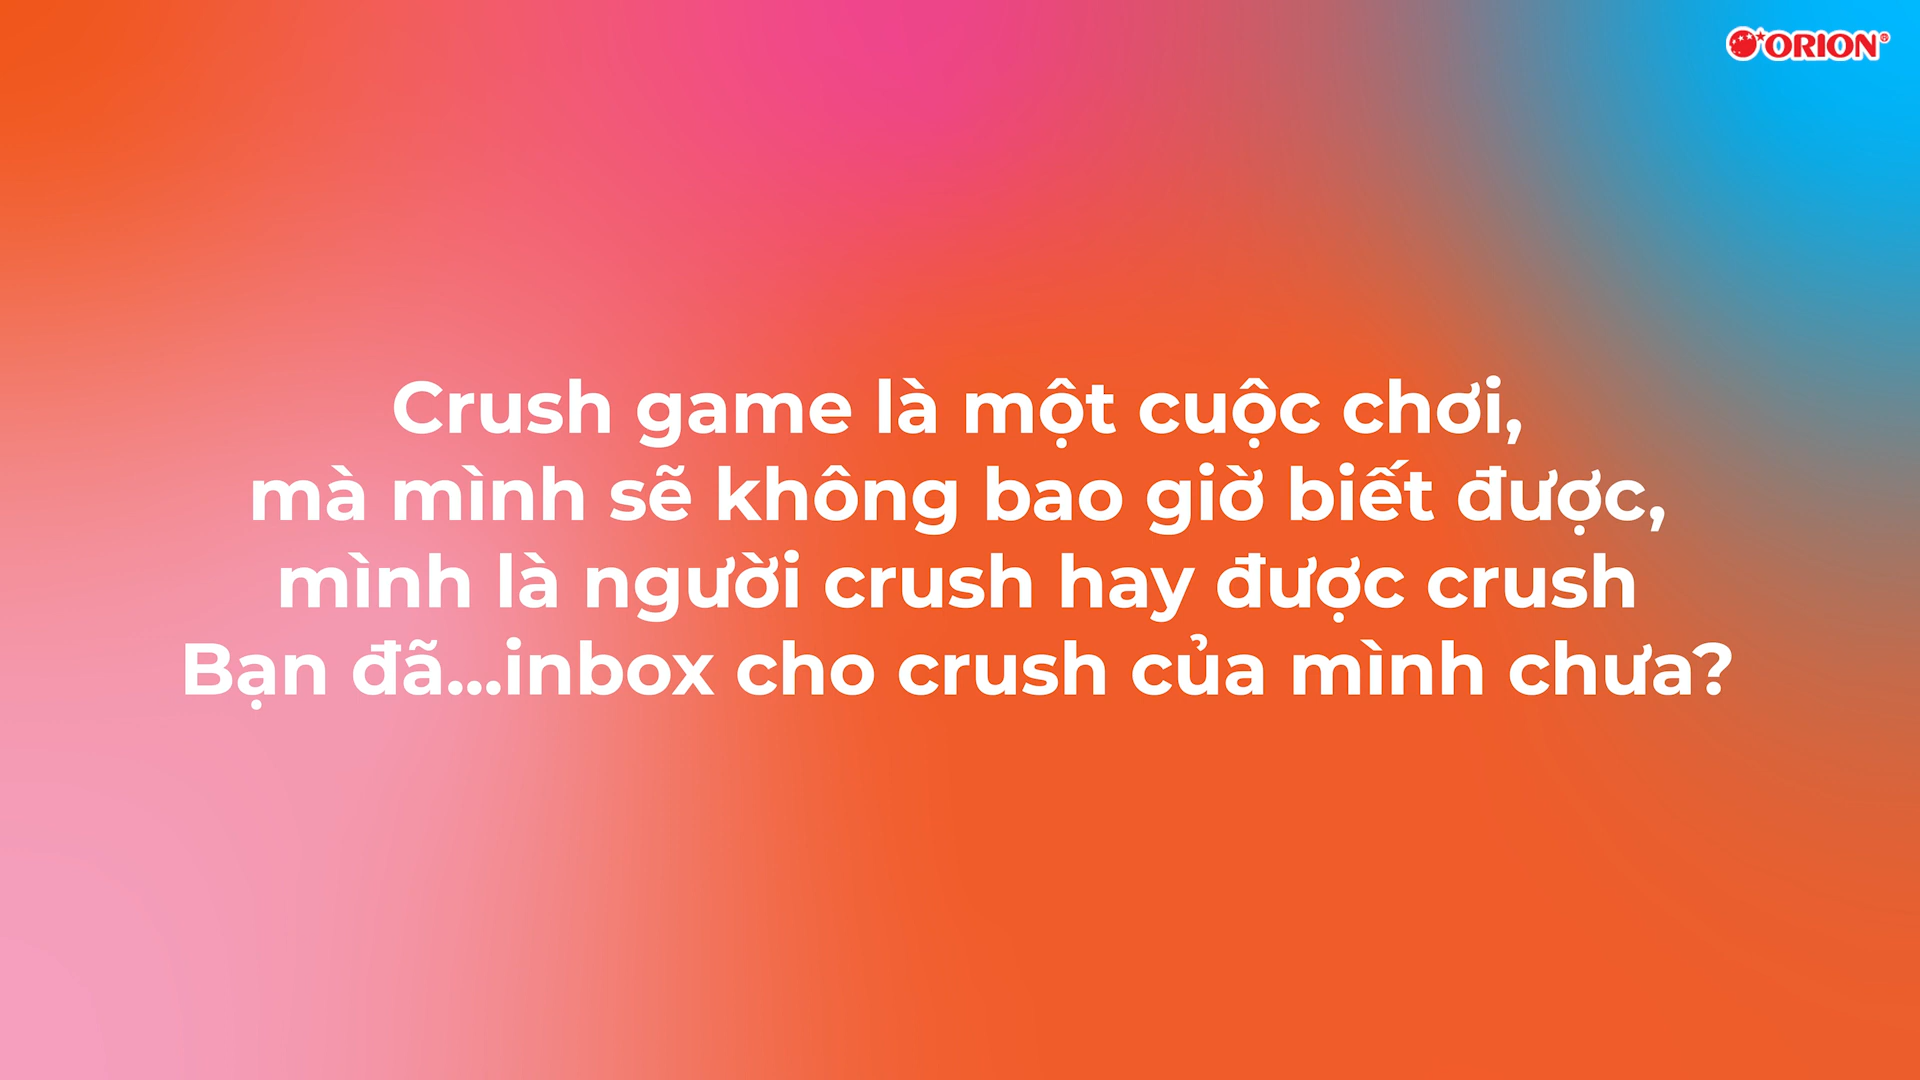 ORION
Crush game là một cuộc chơi,
mà mình sẽ không bao giờ biết được,
mình là người crush hay được crush
Bạn đã...inbox cho crush của mình chưa?